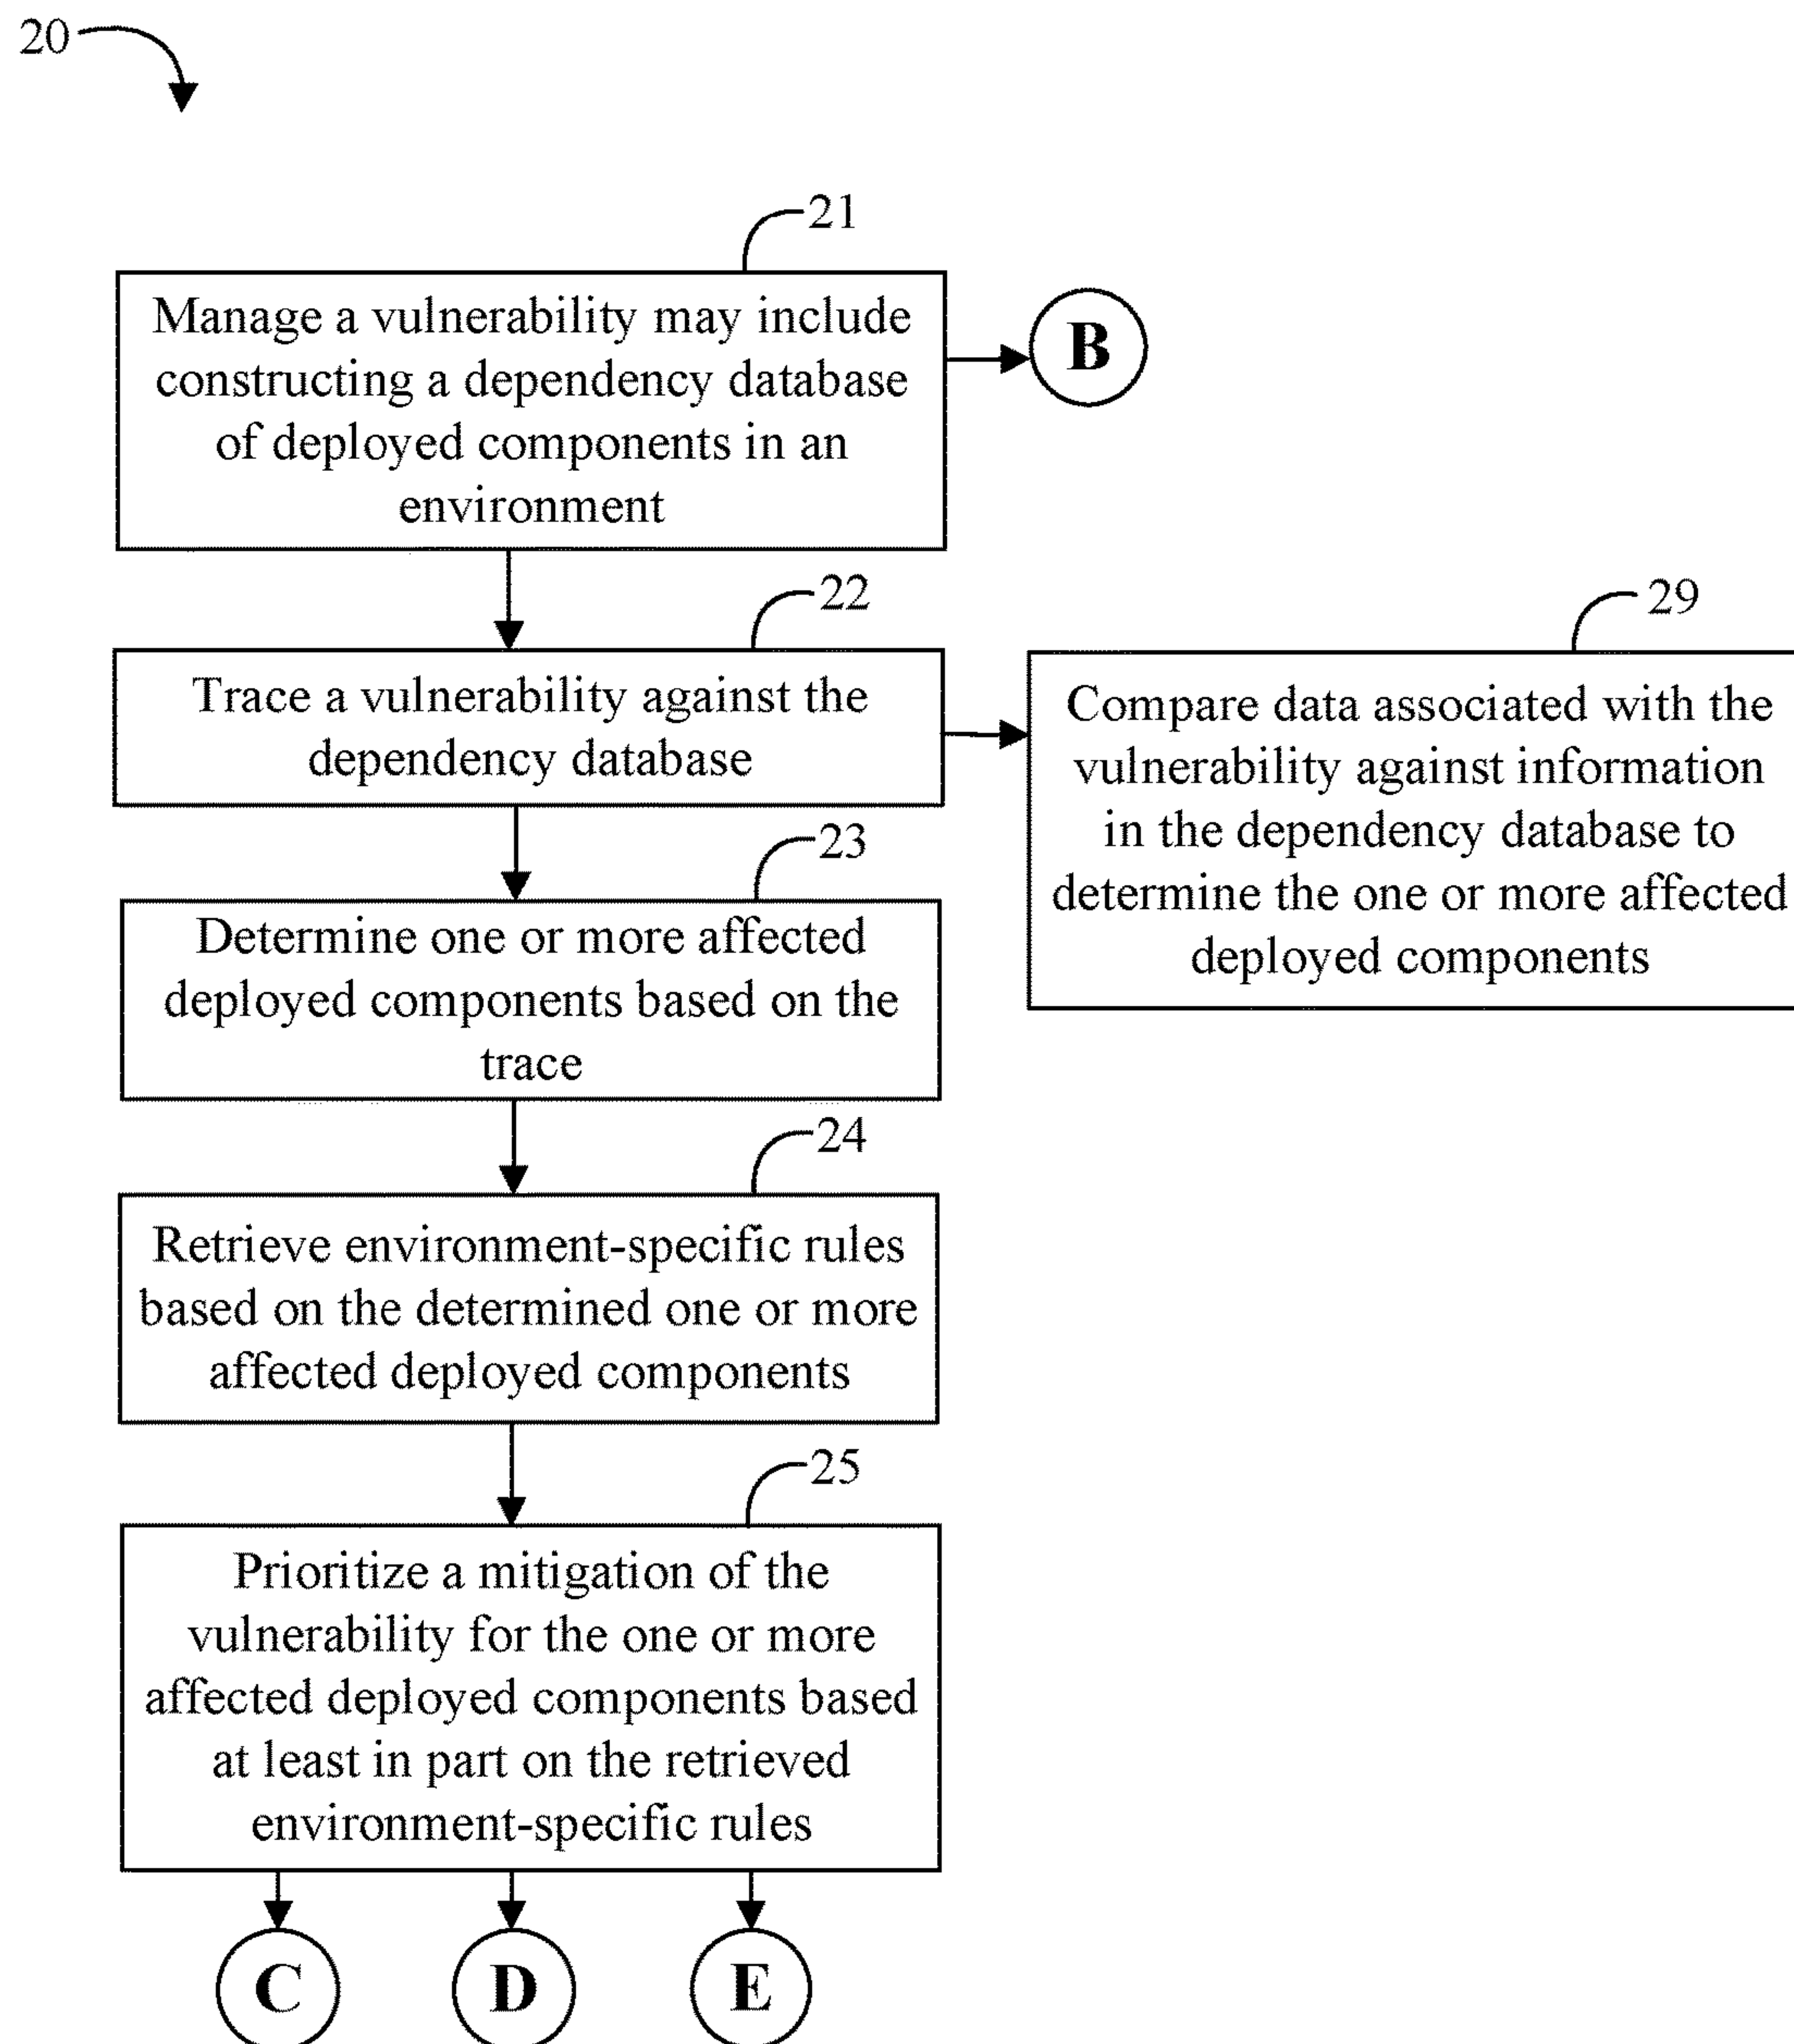 20
21
Manage a vulnerability may include
constructing a dependency database
of deployed components in an
environment
B
22
Trace a vulnerability against the
dependency database
29
Compare data associated with the
vulnerability against information
in the dependency database to
determine the one or more affected
deployed components
23
Determine one or more affected
deployed components based on the
trace
24
Retrieve environment-specific rules
based on the determined one or more
affected deployed components
25
Prioritize a mitigation of the
vulnerability for the one or more
affected deployed components based
at least in part on the retrieved
environment-specific rules
C
D
E